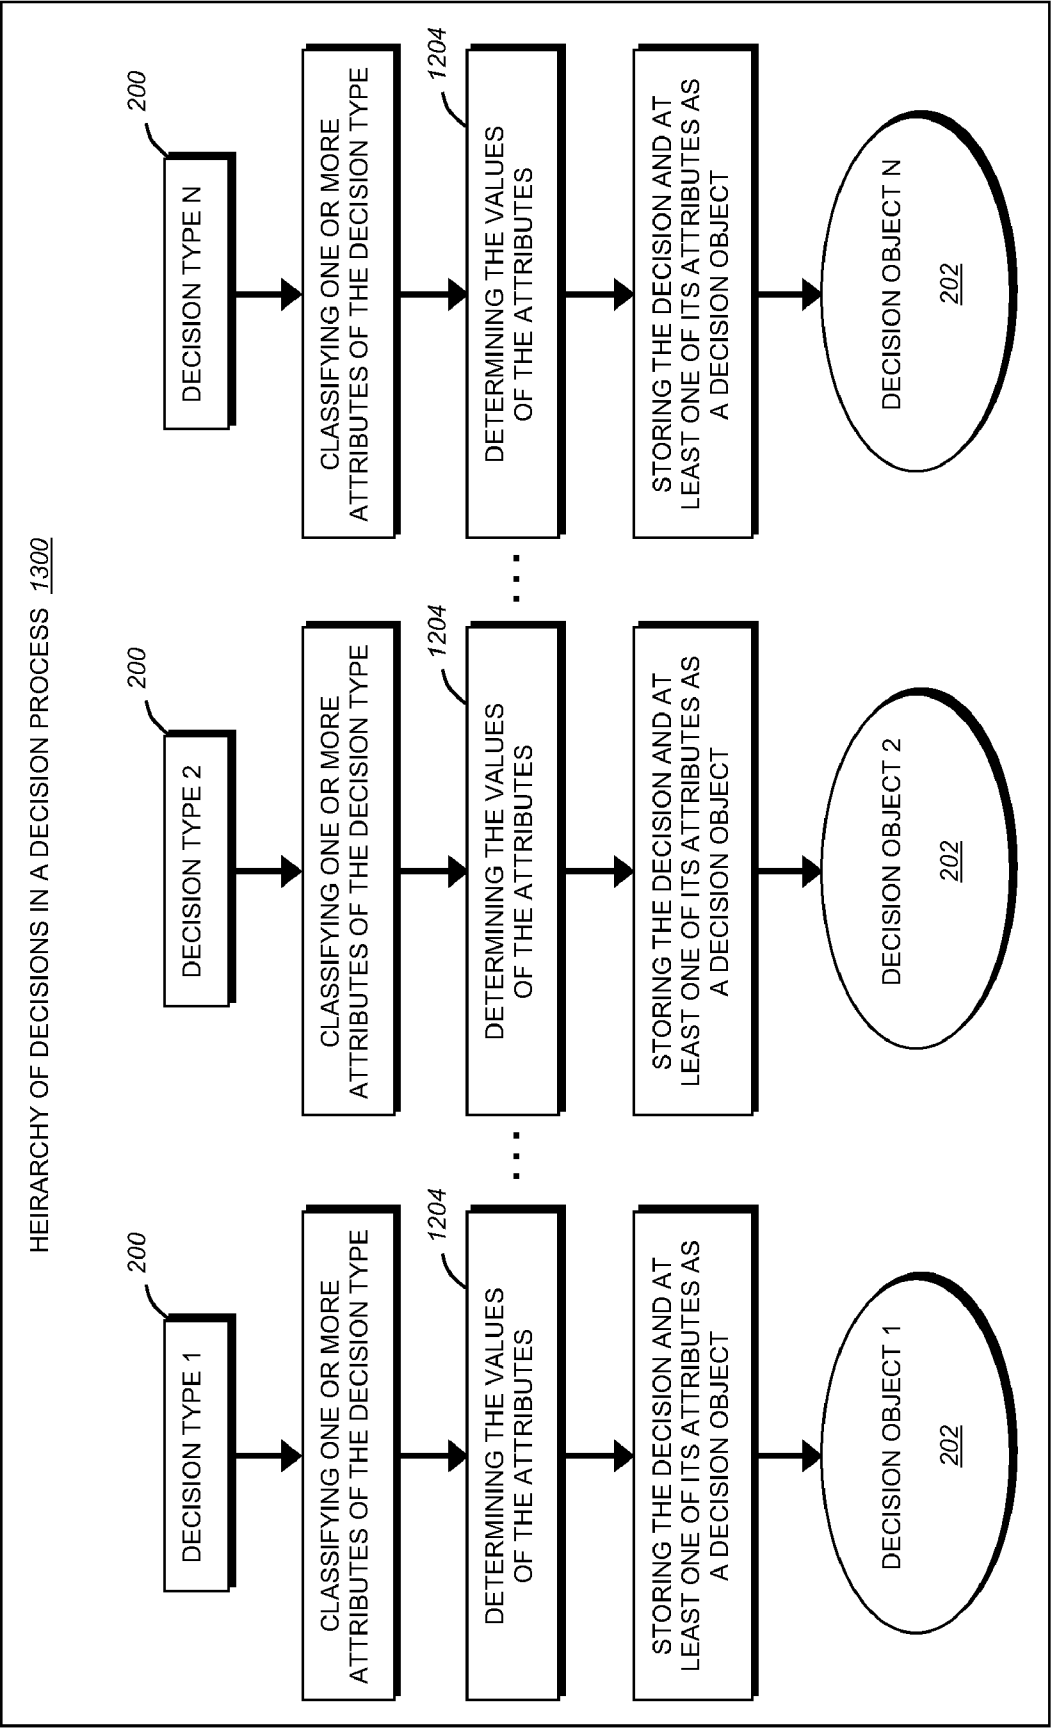 HEIRARCHY OF DECISIONS IN A DECISION PROCESS 1300
200
DECISION TYPE 1
CLASSIFYING ONE OR MORE
ATTRIBUTES OF THE DECISION TYPE
1204
DETERMINING THE VALUES
OF THE ATTRIBUTES
STORING THE DECISION AND AT
LEAST ONE OF ITS ATTRIBUTES AS
A DECISION OBJECT
DECISION OBJECT 1
202
...
200
DECISION TYPE 2
CLASSIFYING ONE OR MORE
ATTRIBUTES OF THE DECISION TYPE
1204
DETERMINING THE VALUES
OF THE ATTRIBUTES
STORING THE DECISION AND AT
LEAST ONE OF ITS ATTRIBUTES AS
A DECISION OBJECT
DECISION OBJECT 2
202
...
200
DECISION TYPE N
CLASSIFYING ONE OR MORE
ATTRIBUTES OF THE DECISION TYPE
1204
DETERMINING THE VALUES
OF THE ATTRIBUTES
STORING THE DECISION AND AT
LEAST ONE OF ITS ATTRIBUTES AS
A DECISION OBJECT
DECISION OBJECT N
202